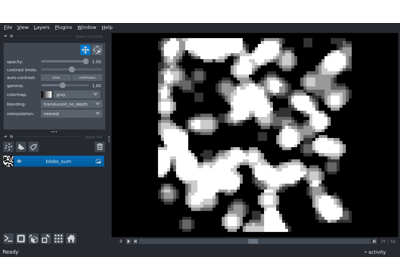 File View Layers Plugins Window Help
opacity: 1.00
contrast limits:
auto-contrast: once continuous
gamma: 1.00
colormap: gray
blending: translucent_no_depth
interpolation: nearest
blobs_sum
Ready
activity